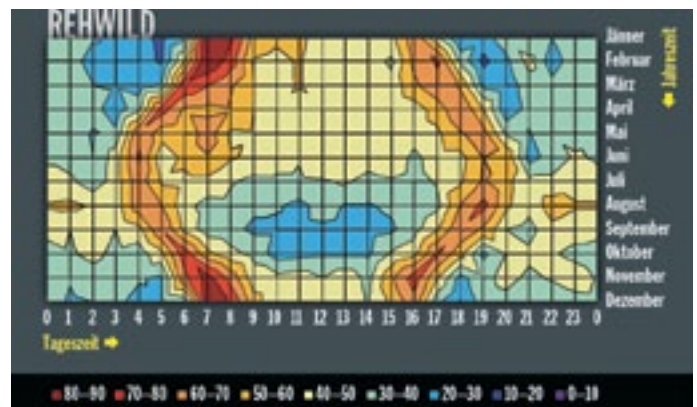 REHWILD
Jänner
Februar
März
April
Mai
Juni
Juli
August
September
Oktober
November
Dezember
Jahreszeit
0 1 2 3 4 5 6 7 8 9 10 11 12 13 14 15 16 17 18 19 20 21 22 23 0
Tageszeit
80–90 70–80 60–70 50–60 40–50 30–40 20–30 10–20 0–10